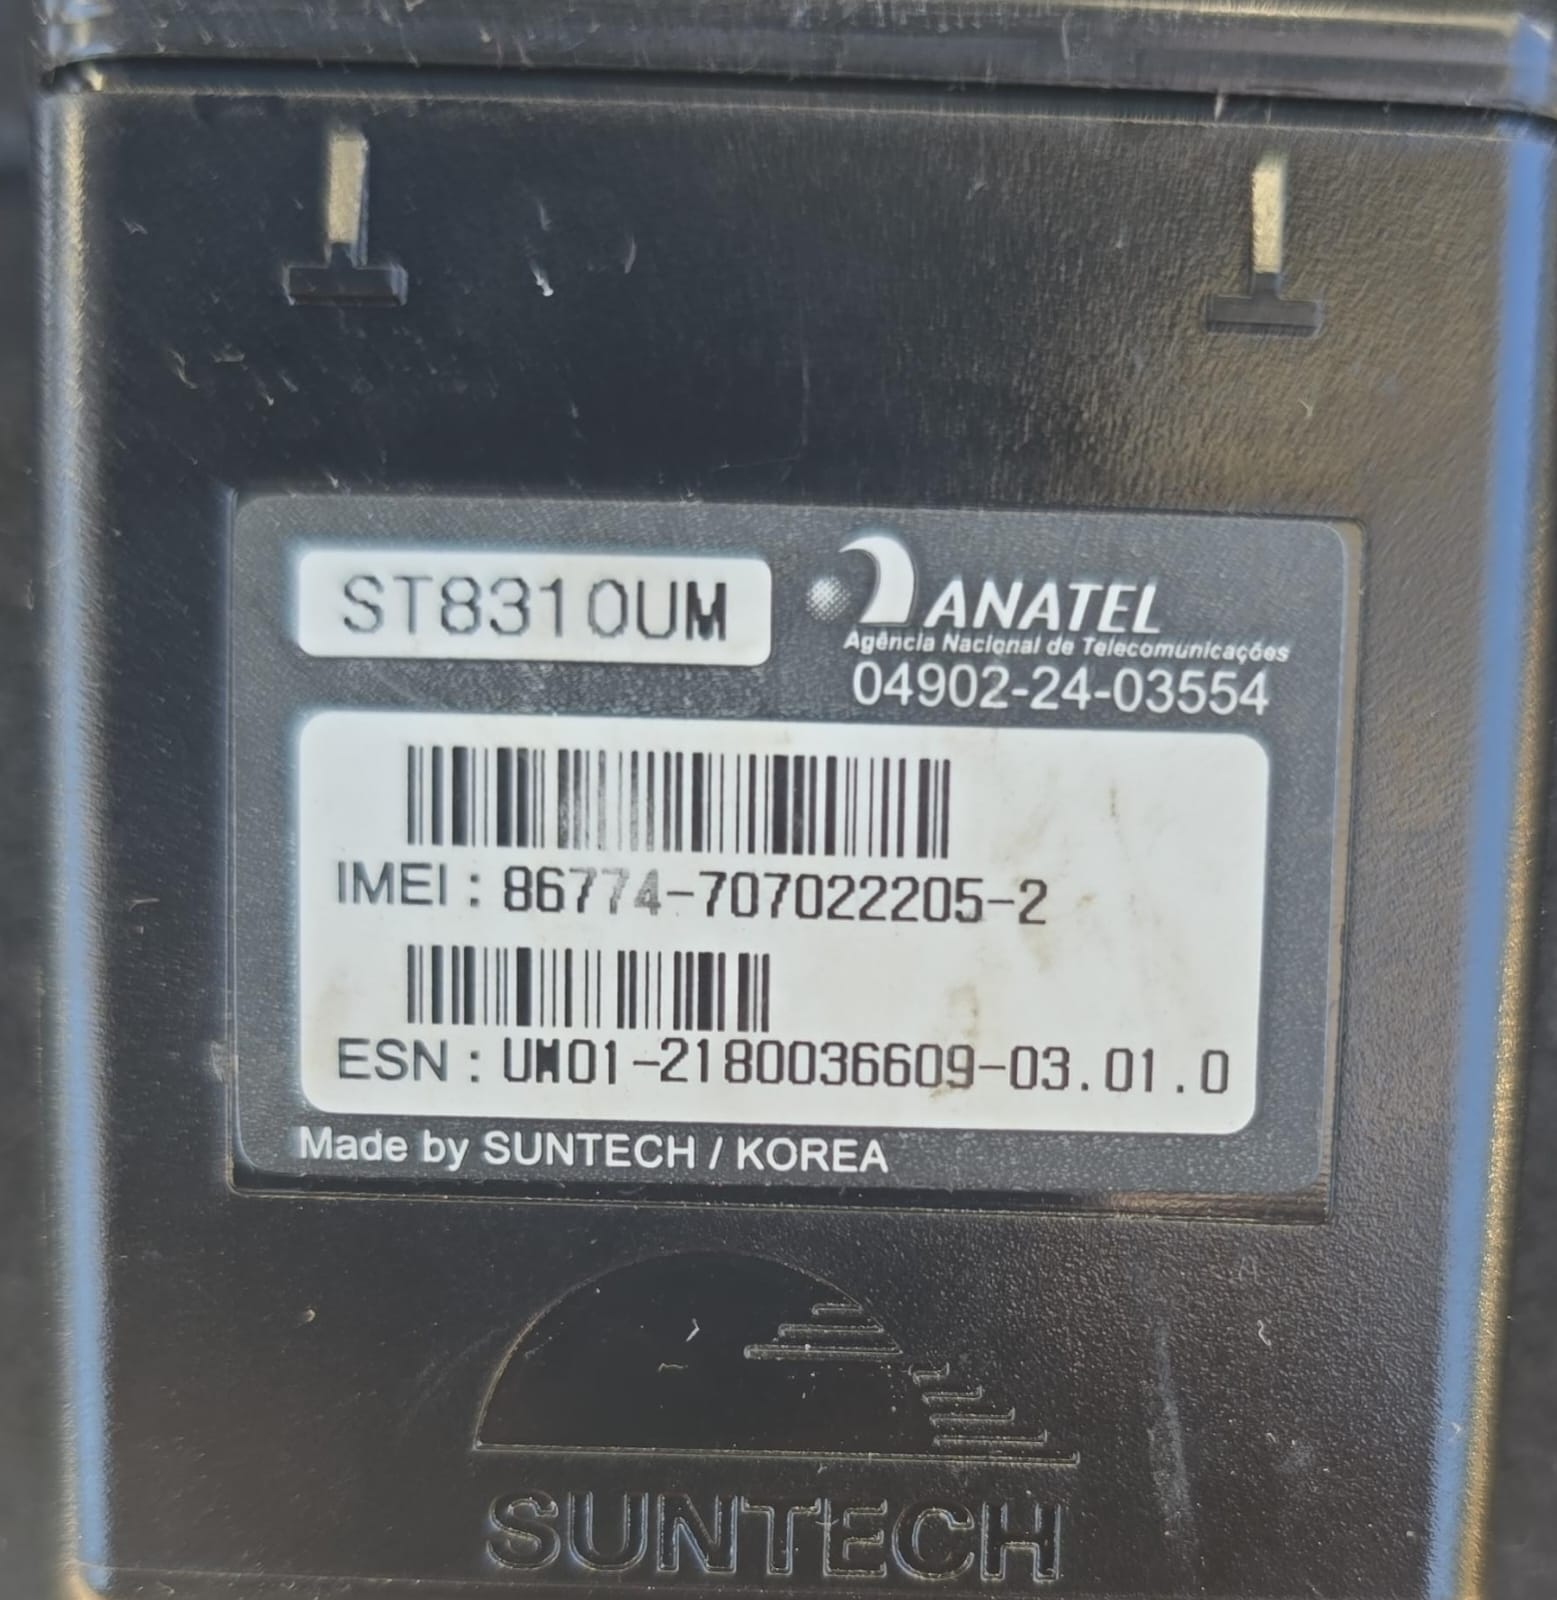 ST8310UM
ANATEL
Agência Nacional de Telecomunicações
04902-24-03554
IMEI : 86774-707022205-2
ESN : UM01-2180036609-03.01.0
Made by SUNTECH / KOREA
SUNTECH